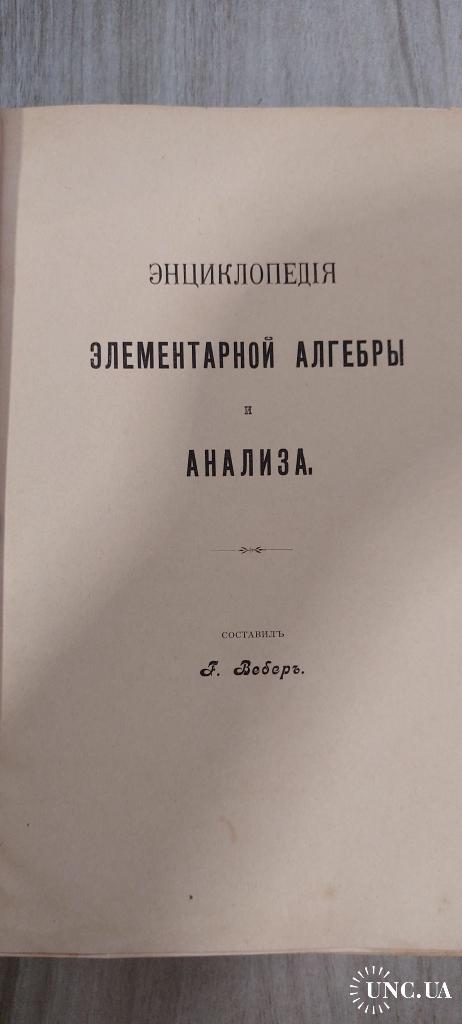 ЭНЦИКЛОПЕДІЯ
ЭЛЕМЕНТАРНОЙ АЛГЕБРЫ
и
АНАЛИЗА.
СОСТАВИЛЪ
Г. Веберъ.
UNC.UA